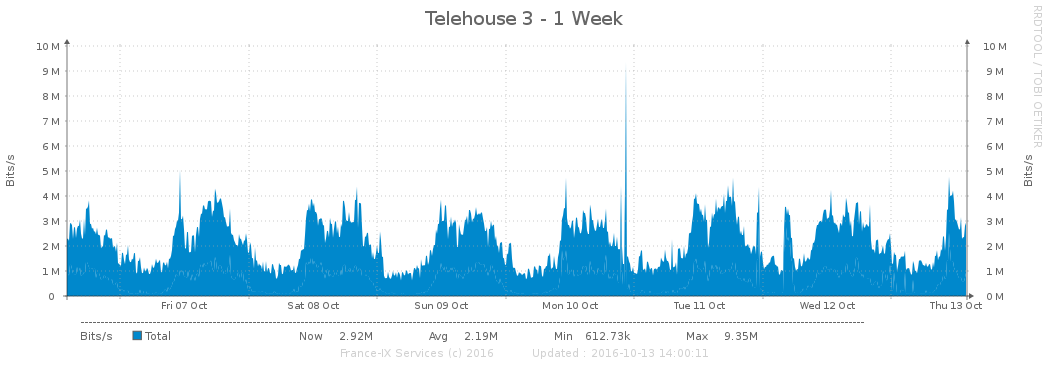 Telehouse 3 - 1 Week
RRDTOOL / TOBI OETIKER
Bits/s
Bits/s
10 M 10 M
9 M 9 M
8 M 8 M
7 M 7 M
6 M 6 M
5 M 5 M
4 M 4 M
3 M 3 M
2 M 2 M
1 M 1 M
0 0 M
Fri 07 Oct Sat 08 Oct Sun 09 Oct Mon 10 Oct Tue 11 Oct Wed 12 Oct Thu 13 Oct
Bits/s Total Now 2.92M Avg 2.19M Min 612.73k Max 9.35M
France-IX Services (c) 2016 Updated : 2016-10-13 14:00:11